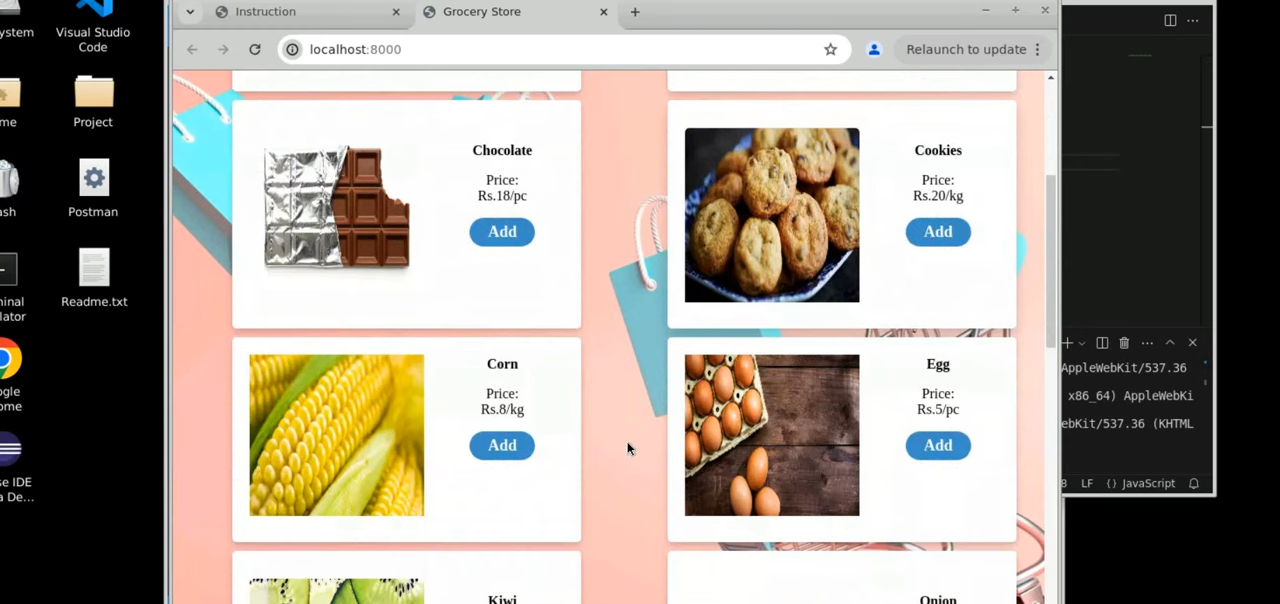 Instruction
Grocery Store
localhost:8000
Relaunch to update
ystem
Visual Studio
Code
me
Project
ash
Postman
minal
lator
Readme.txt
gle
ome
se IDE
a De...
Chocolate
Price:
Rs.18/pc
Add
Cookies
Price:
Rs.20/kg
Add
Corn
Price:
Rs.8/kg
Add
Egg
Price:
Rs.5/pc
Add
Kiwi
Onion
AppleWebKit/537.36
x86_64) AppleWebKi
ebKit/537.36 (KHTML
8 LF {} JavaScript